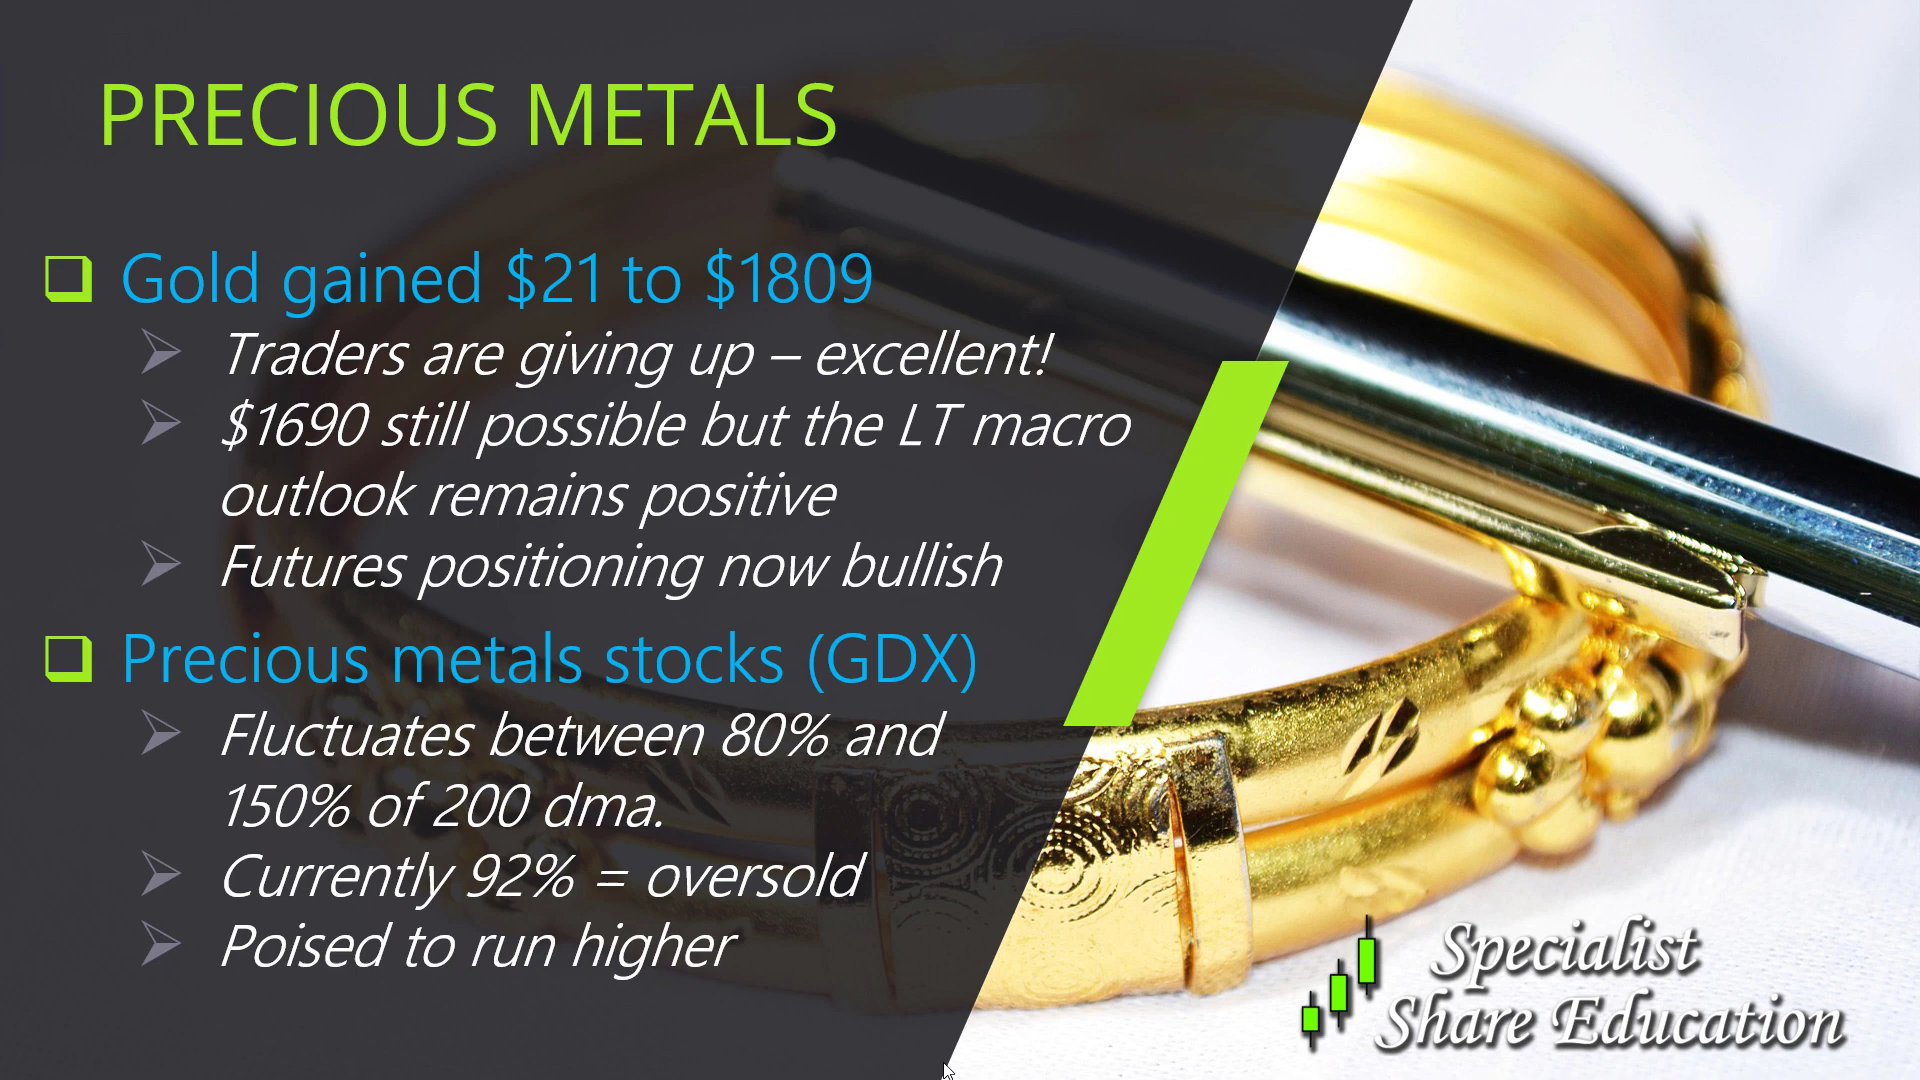 PRECIOUS METALS
Gold gained $21 to $1809
Traders are giving up – excellent!
$1690 still possible but the LT macro
outlook remains positive
Futures positioning now bullish
Precious metals stocks (GDX)
Fluctuates between 80% and
150% of 200 dma.
Currently 92% = oversold
Poised to run higher
Specialist
Share Education